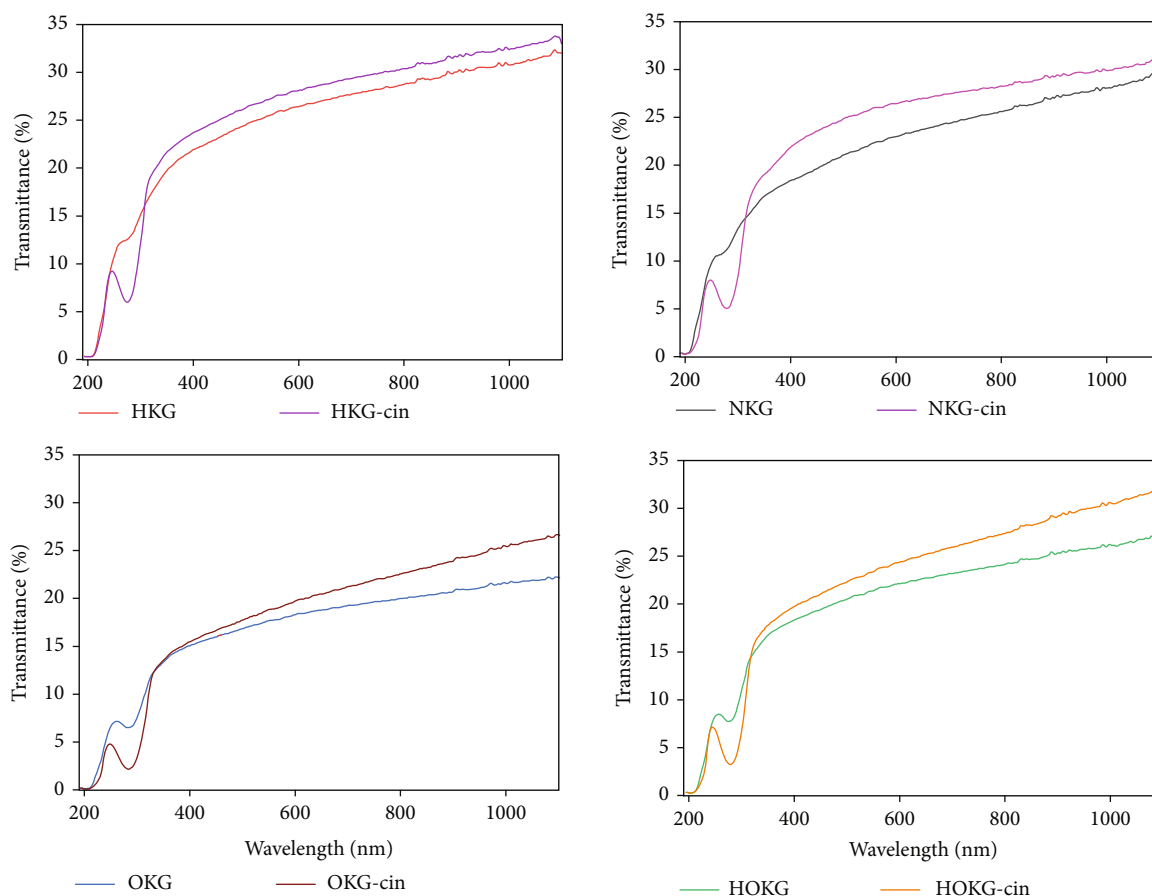 35
30
25
20
15
10
5
0
Transmittance (%)
200 400 600 800 1000
HKG HKG-cin
35
30
25
20
15
10
5
0
Transmittance (%)
200 400 600 800 1000
NKG NKG-cin
35
30
25
20
15
10
5
0
Transmittance (%)
200 400 600 800 1000
Wavelength (nm)
OKG OKG-cin
35
30
25
20
15
10
5
0
Transmittance (%)
200 400 600 800 1000
Wavelength (nm)
HOKG HOKG-cin